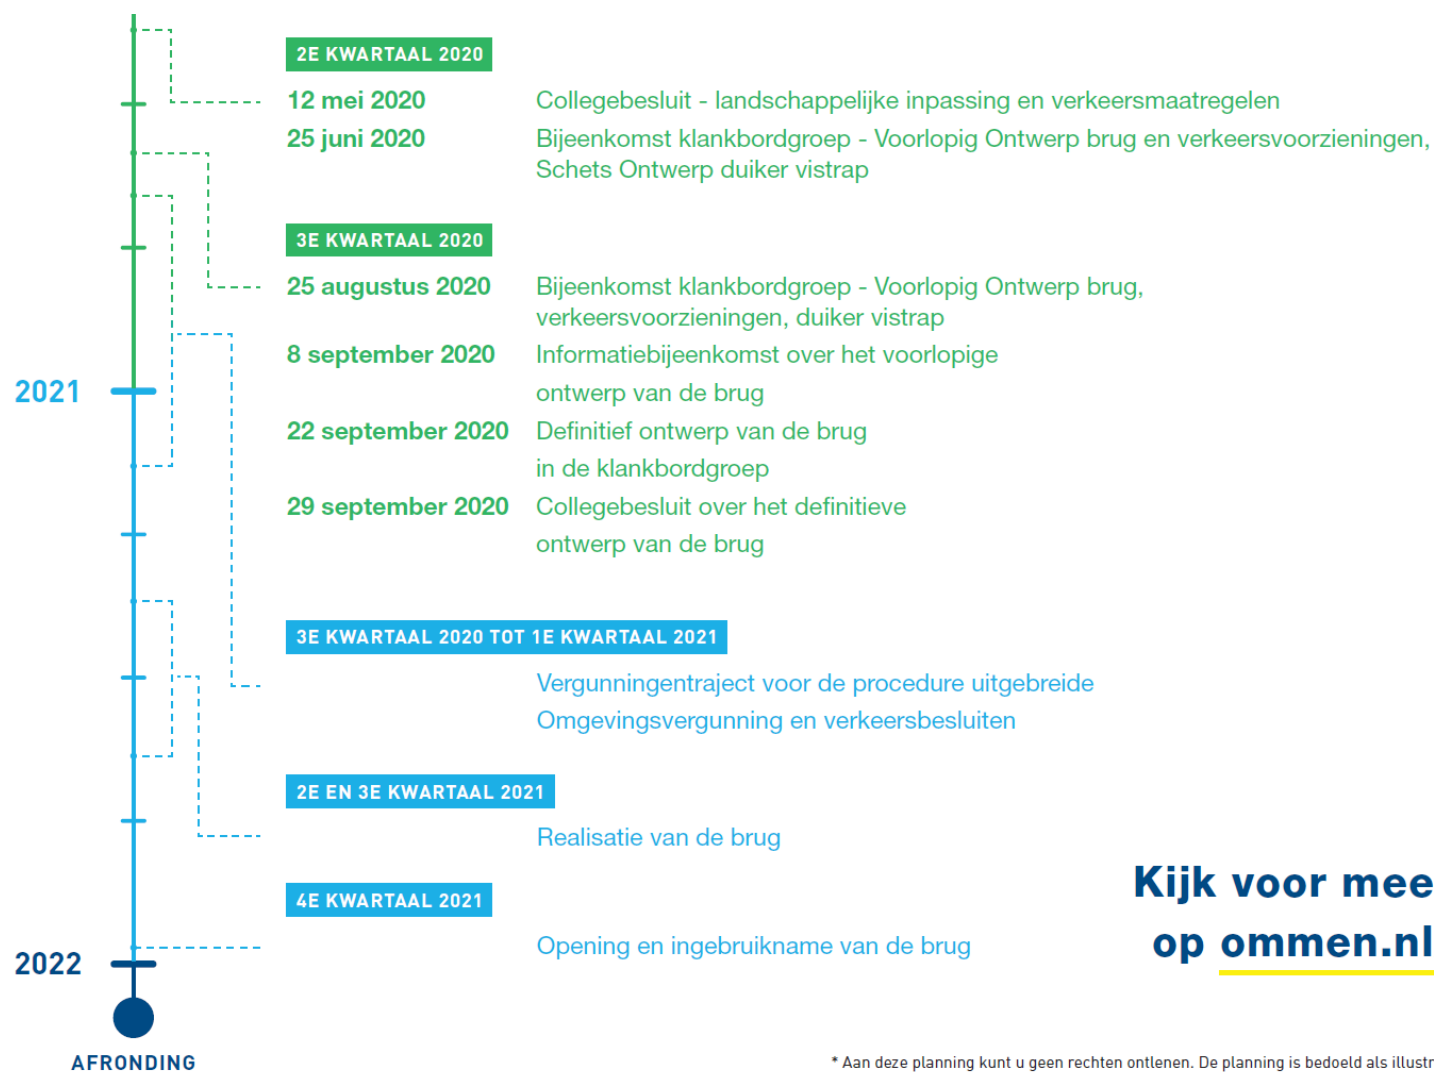 2E KWARTAAL 2020
12 mei 2020 Collegebesluit - landschappelijke inpassing en verkeersmaatregelen
25 juni 2020 Bijeenkomst klankbordgroep - Voorlopig Ontwerp brug en verkeersvoorzieningen,
Schets Ontwerp duiker vistrap
3E KWARTAAL 2020
25 augustus 2020 Bijeenkomst klankbordgroep - Voorlopig Ontwerp brug,
verkeersvoorzieningen, duiker vistrap
8 september 2020 Informatiebijeenkomst over het voorlopige
ontwerp van de brug
2021
22 september 2020 Definitief ontwerp van de brug
in de klankbordgroep
29 september 2020 Collegebesluit over het definitieve
ontwerp van de brug
3E KWARTAAL 2020 TOT 1E KWARTAAL 2021
Vergunningentraject voor de procedure uitgebreide
Omgevingsvergunning en verkeersbesluiten
2E EN 3E KWARTAAL 2021
Realisatie van de brug
4E KWARTAAL 2021
Opening en ingebruikname van de brug
2022
AFRONDING
Kijk voor mee
op ommen.nl
* Aan deze planning kunt u geen rechten ontlenen. De planning is bedoeld als illustr